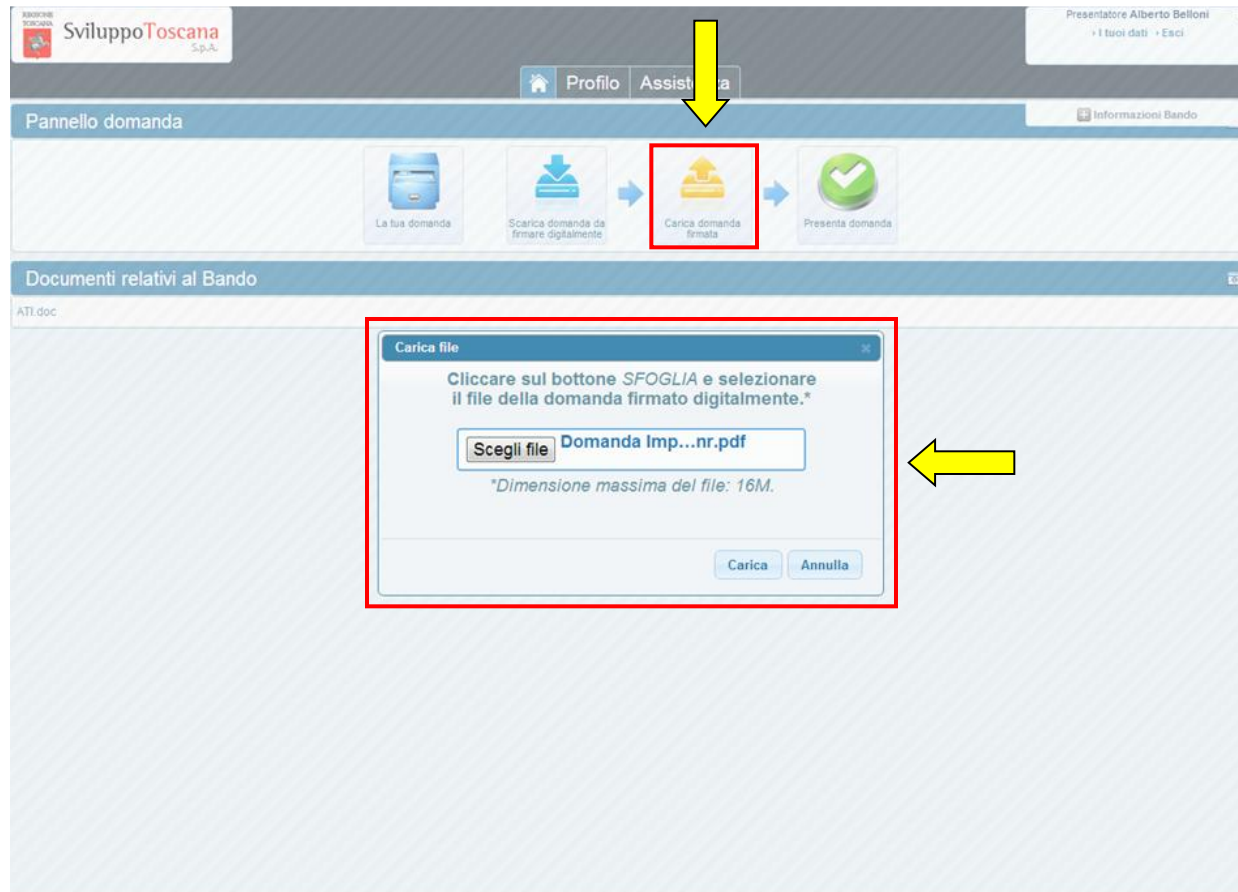 REGIONE
TOSCANA
SviluppoToscana
S.p.A.
Presentatore Alberto Belloni
› I tuoi dati › Esci
Profilo Assistenza
Pannello domanda
Informazioni Bando
La tua domanda
Scarica domanda da
firmare digitalmente
Carica domanda
firmata
Presenta domanda
Documenti relativi al Bando
ATI.doc
Carica file
Cliccare sul bottone SFOGLIA e selezionare
il file della domanda firmato digitalmente.*
Scegli file Domanda Imp...nr.pdf
*Dimensione massima del file: 16M.
Carica Annulla